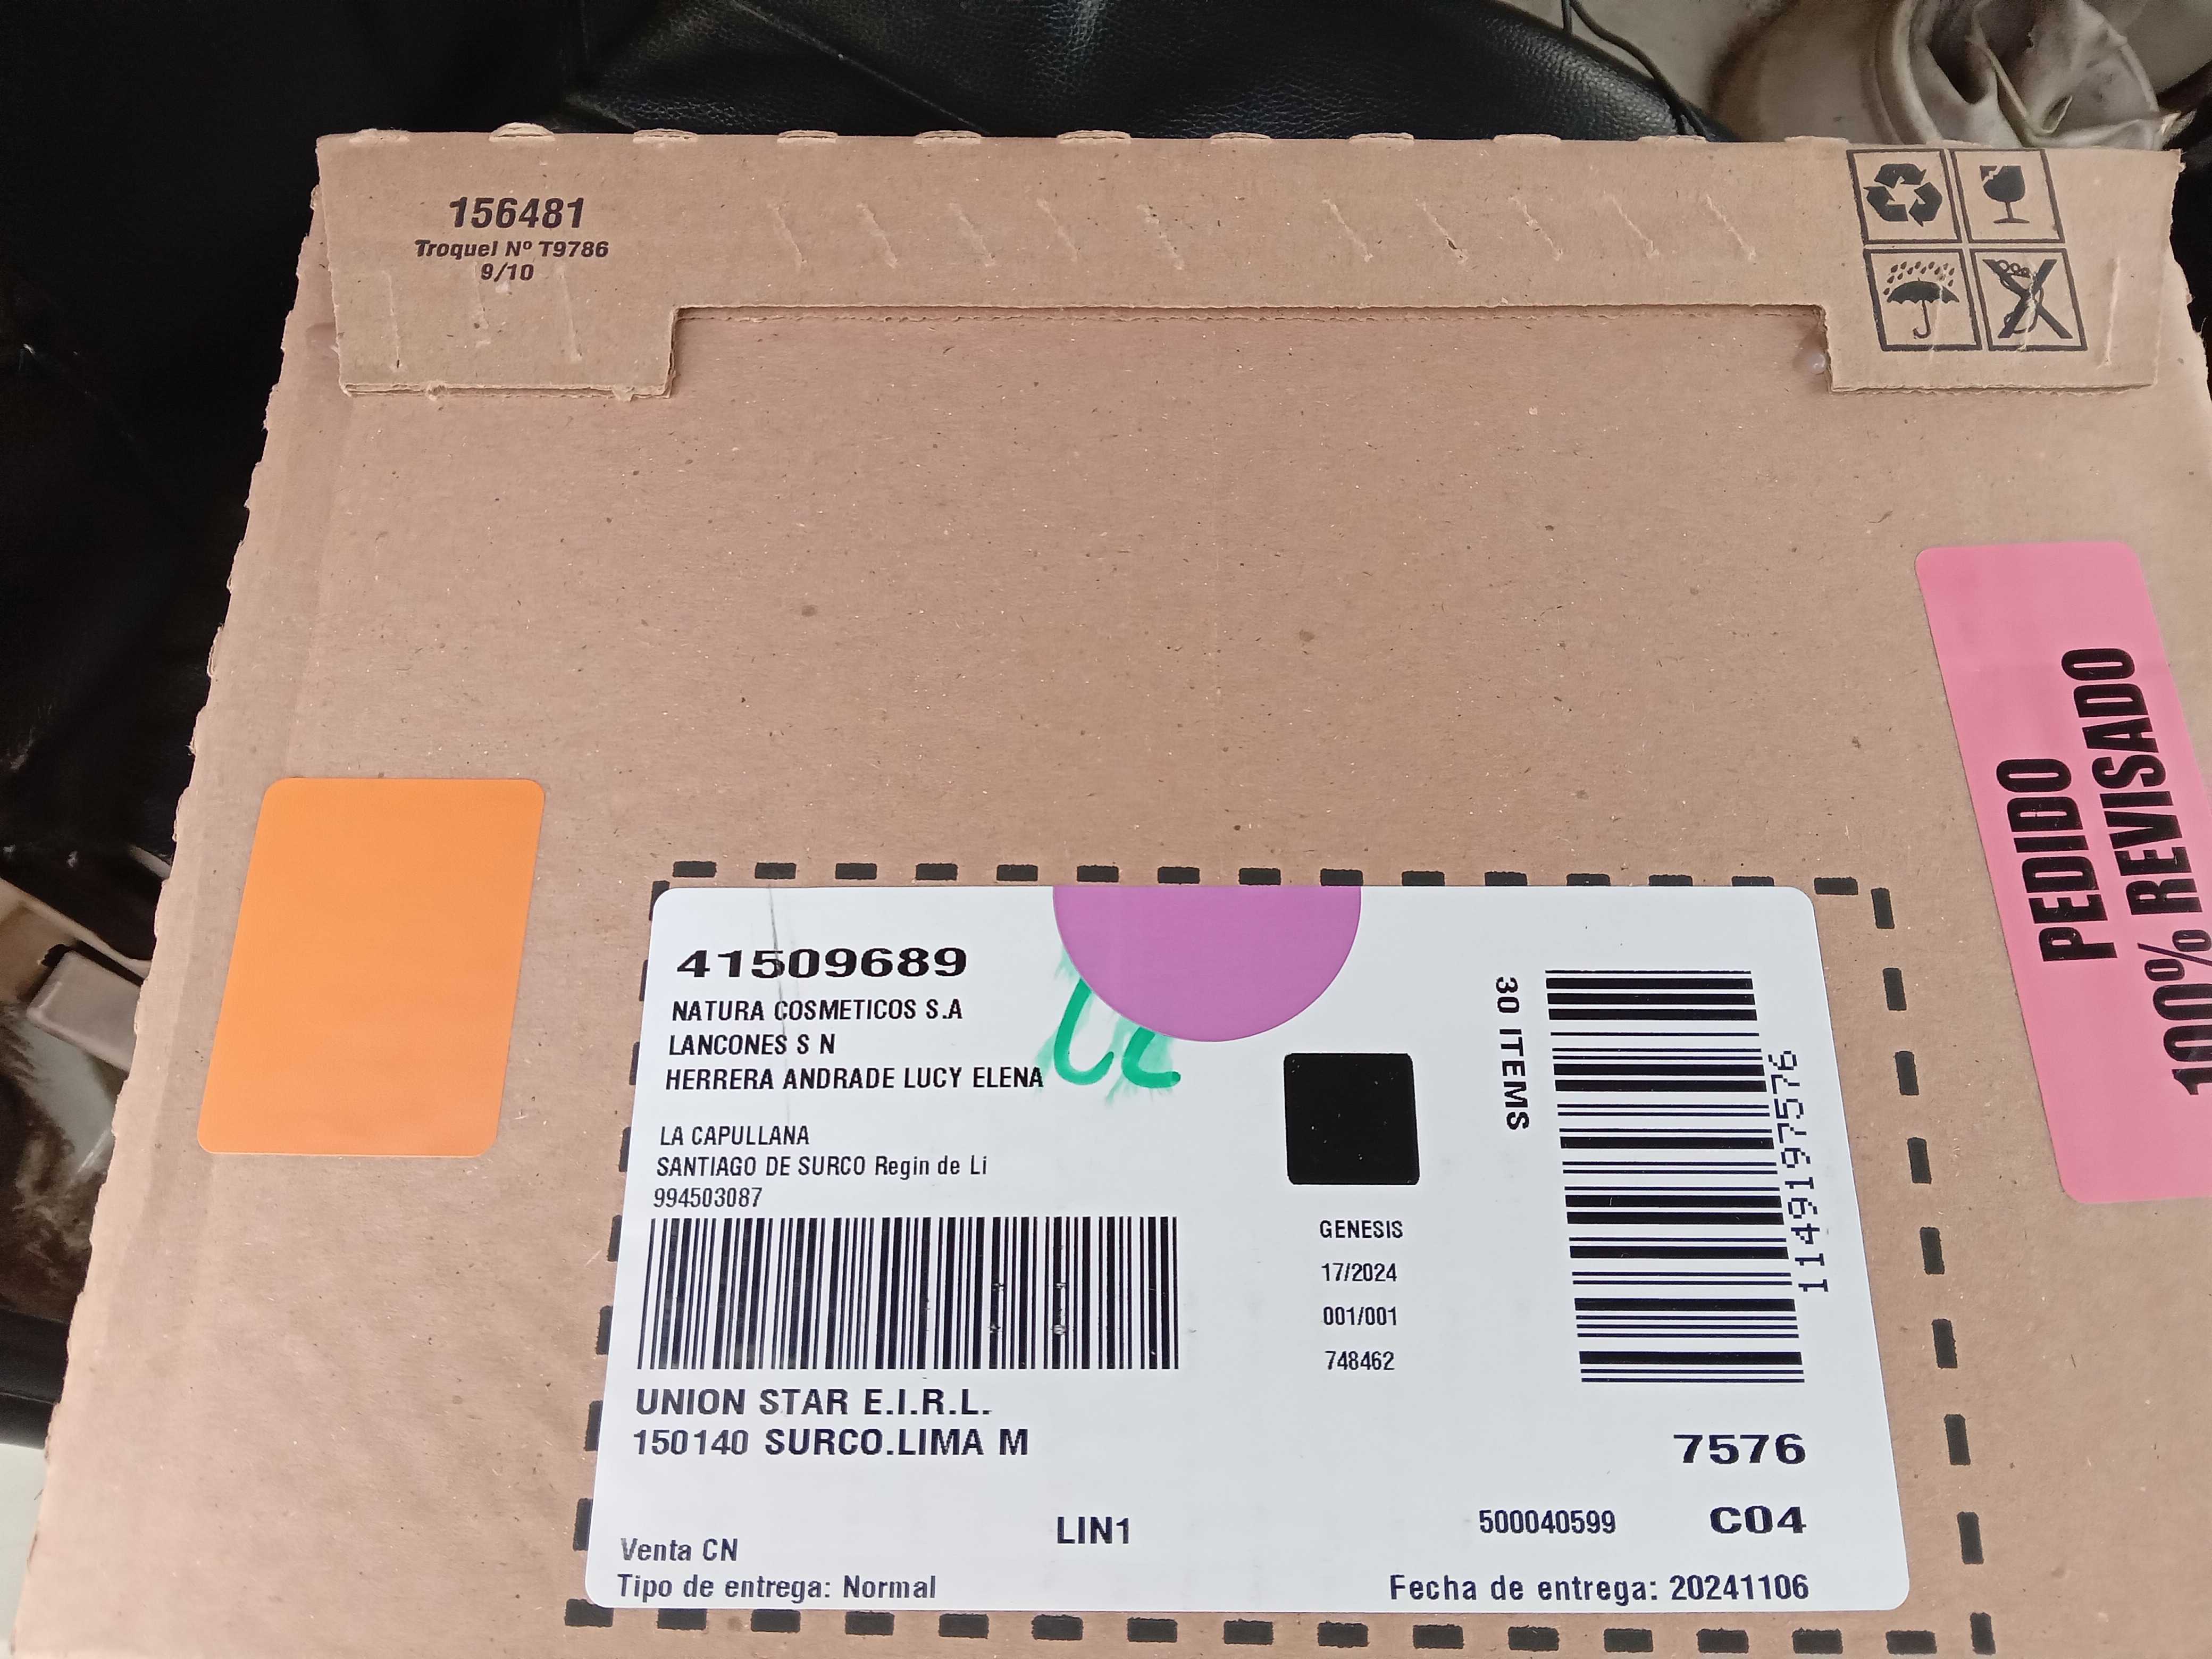 156481
Troquel Nº T9786
9/10
PEDIDO
100% REVISADO
41509689
NATURA COSMETICOS S.A
LANCONES S N
HERRERA ANDRADE LUCY ELENA
LA CAPULLANA
SANTIAGO DE SURCO Regin de Li
994503087
UNION STAR E.I.R.L.
150140 SURCO.LIMA M
Venta CN
Tipo de entrega: Normal
LIN1
GENESIS
17/2024
001/001
748462
30 ITEMS
1149197576
7576
500040599 C04
Fecha de entrega: 20241106